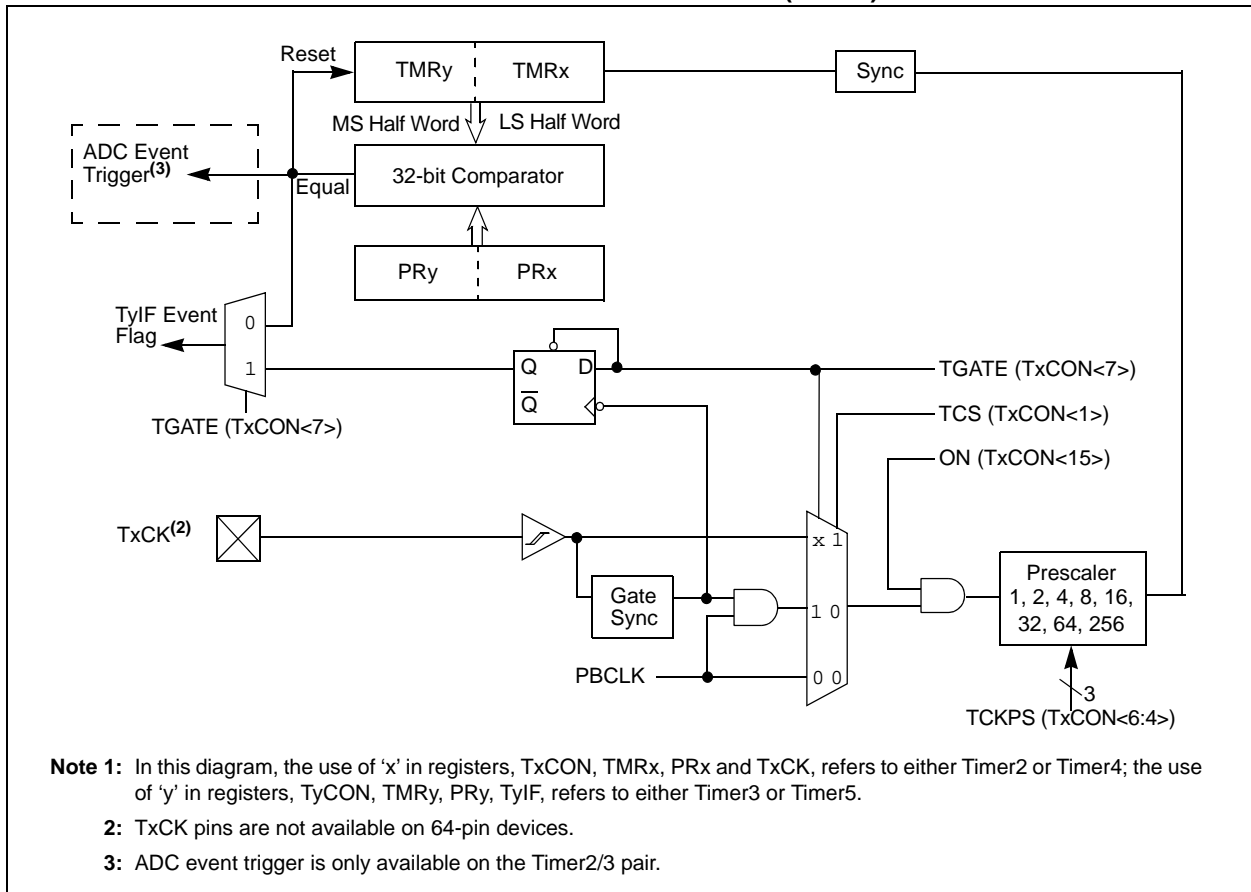 Reset
TMRy TMRx
Sync
MS Half Word LS Half Word
ADC Event
Trigger(3)
Equal
32-bit Comparator
PRy PRx
TyIF Event
Flag
0
1
TGATE (TxCON<7>)
Q D
Q
TGATE (TxCON<7>)
TCS (TxCON<1>)
ON (TxCON<15>)
TxCK(2)
x 1
Gate
Sync
1 0
PBCLK
0 0
Prescaler
1, 2, 4, 8, 16,
32, 64, 256
3
TCKPS (TxCON<6:4>)
Note 1: In this diagram, the use of ‘x’ in registers, TxCON, TMRx, PRx and TxCK, refers to either Timer2 or Timer4; the use
of ‘y’ in registers, TyCON, TMRy, PRy, TyIF, refers to either Timer3 or Timer5.
2: TxCK pins are not available on 64-pin devices.
3: ADC event trigger is only available on the Timer2/3 pair.